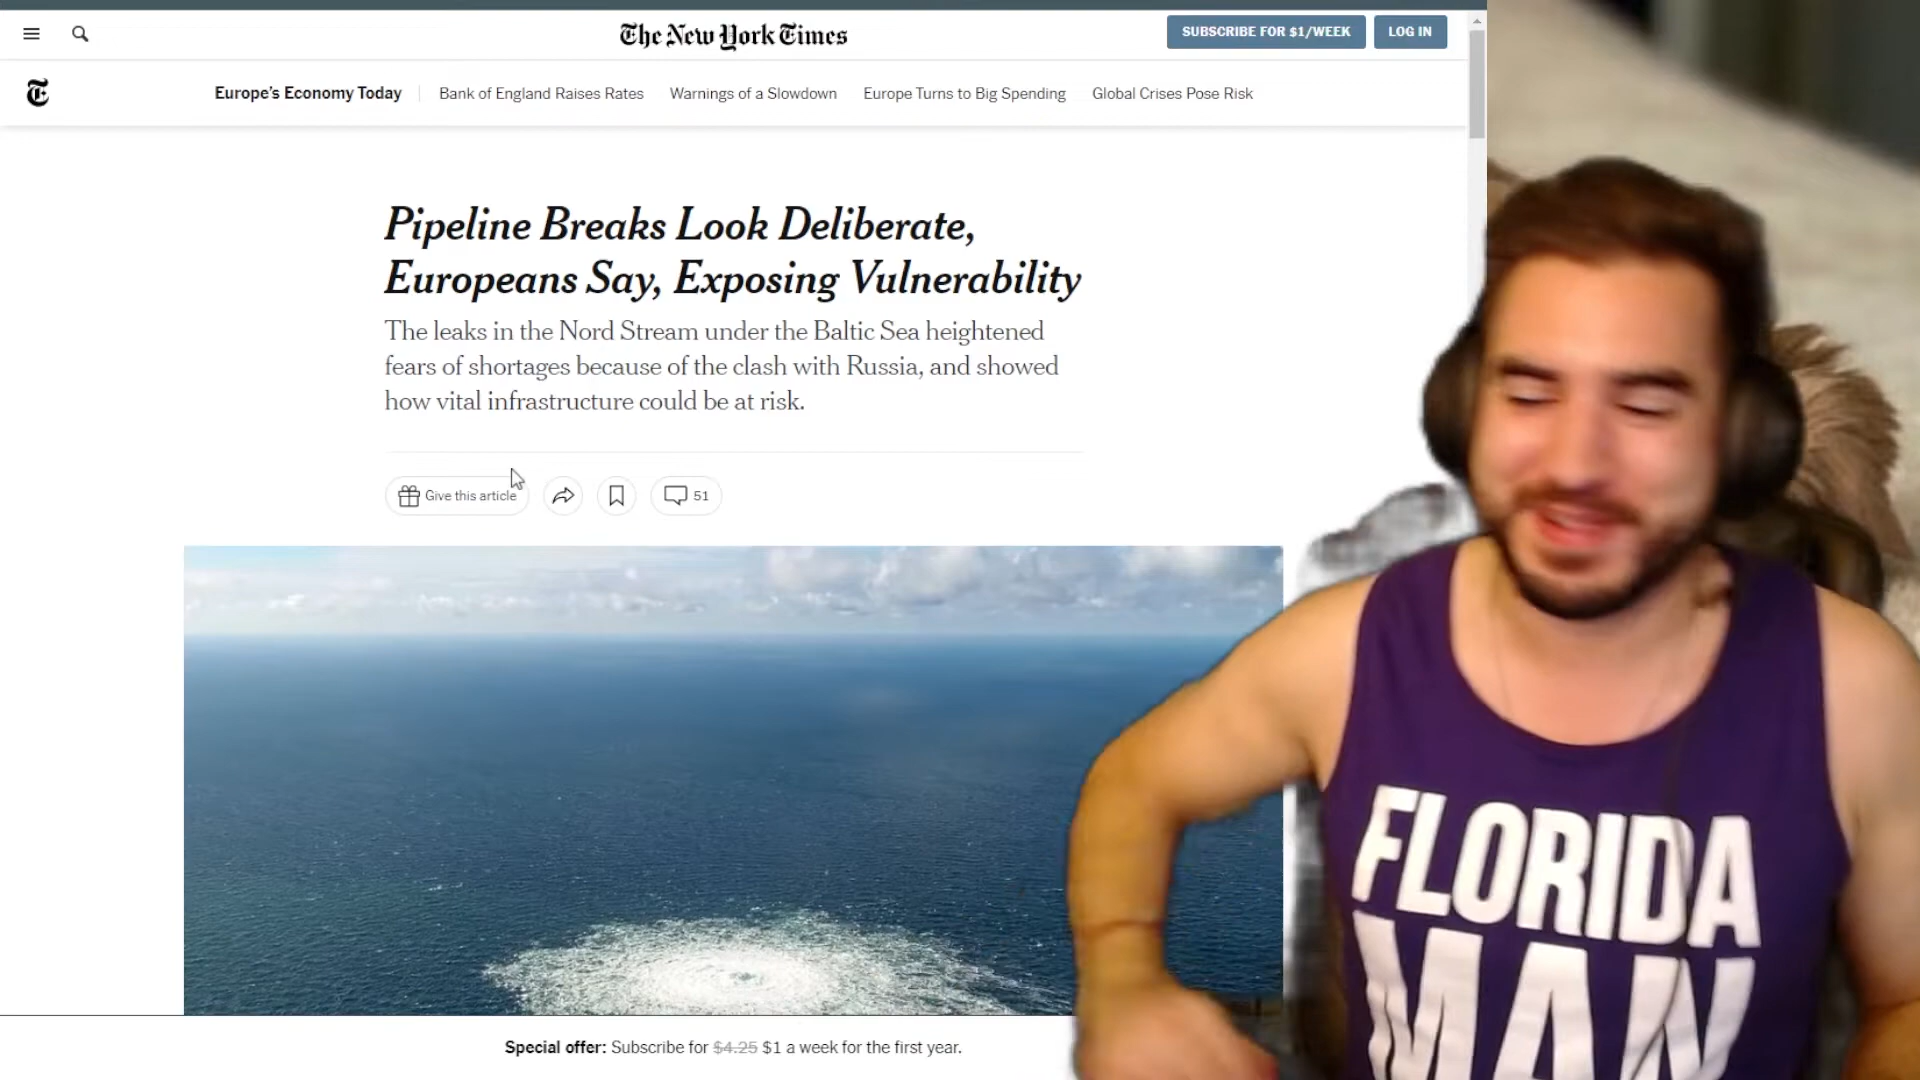 The New York Times
SUBSCRIBE FOR $1/WEEK
LOG IN
T
Europe's Economy Today
Bank of England Raises Rates
Warnings of a Slowdown
Europe Turns to Big Spending
Global Crises Pose Risk
Pipeline Breaks Look Deliberate,
Europeans Say, Exposing Vulnerability
The leaks in the Nord Stream under the Baltic Sea heightened
fears of shortages because of the clash with Russia, and showed
how vital infrastructure could be at risk.
Give this article
51
Special offer: Subscribe for $4.25 $1 a week for the first year.
FLORIDA
MAN